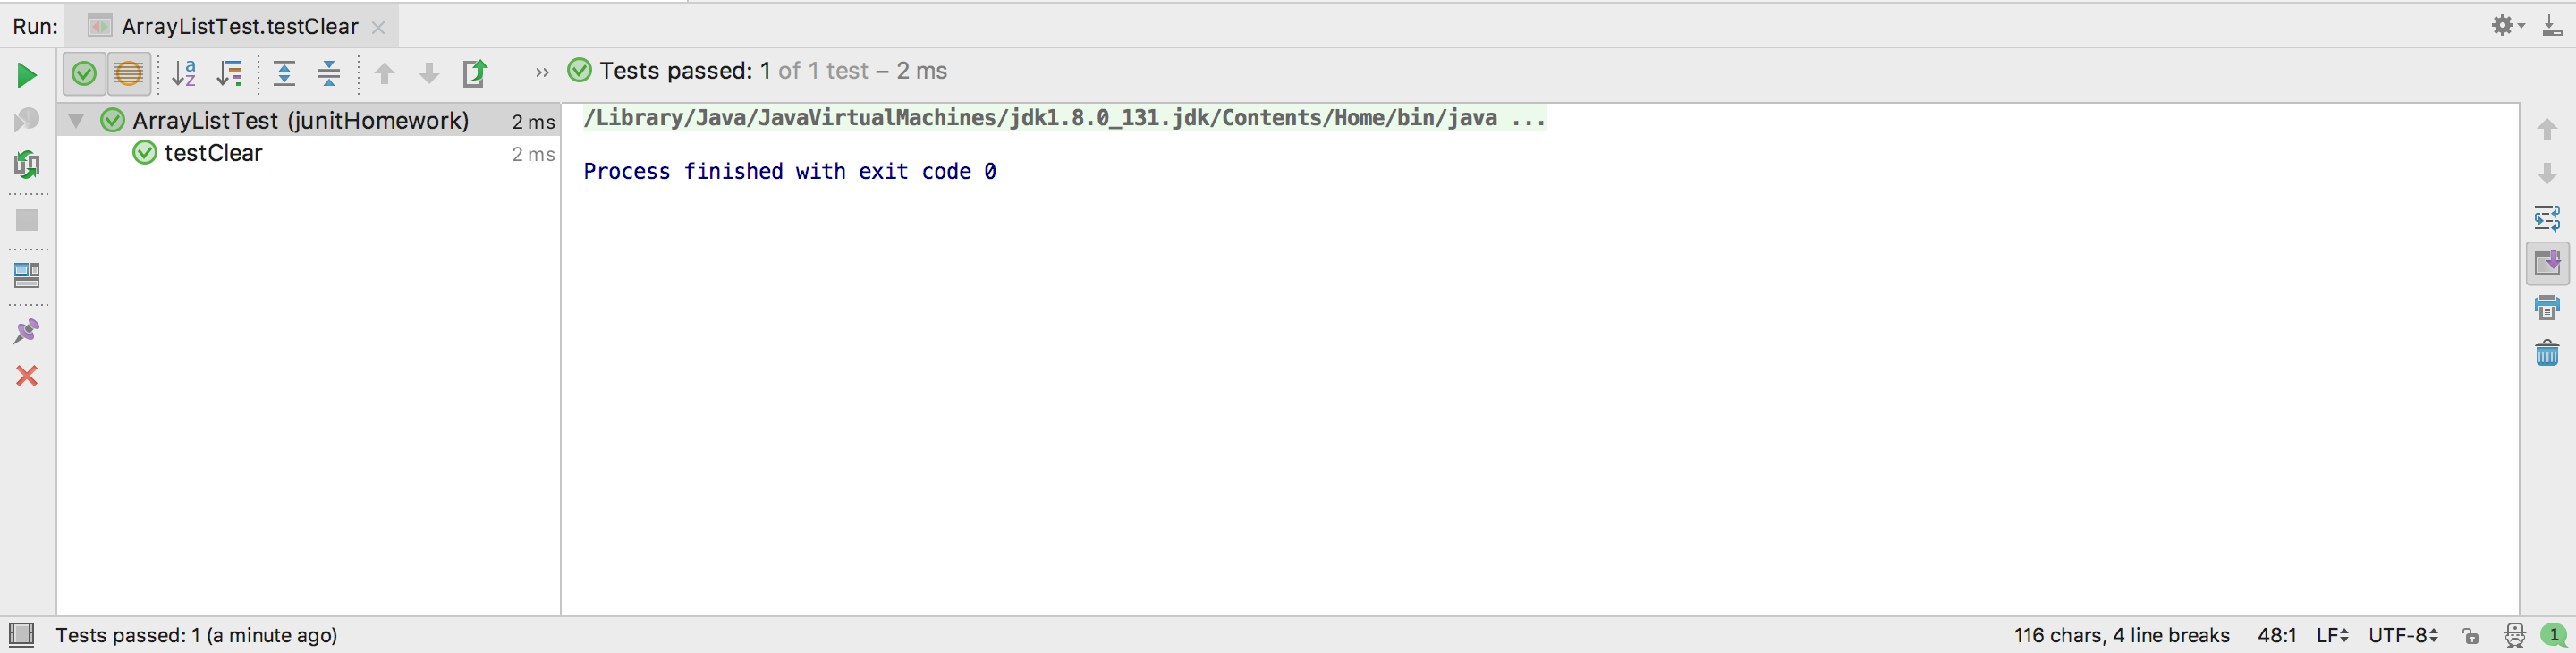 Run: ArrayListTest.testClear
Tests passed: 1 of 1 test – 2 ms
ArrayListTest (junitHomework) 2 ms
testClear 2 ms
/Library/Java/JavaVirtualMachines/jdk1.8.0_131.jdk/Contents/Home/bin/java ...
Process finished with exit code 0
Tests passed: 1 (a minute ago)
116 chars, 4 line breaks 48:1 LF UTF-8 1